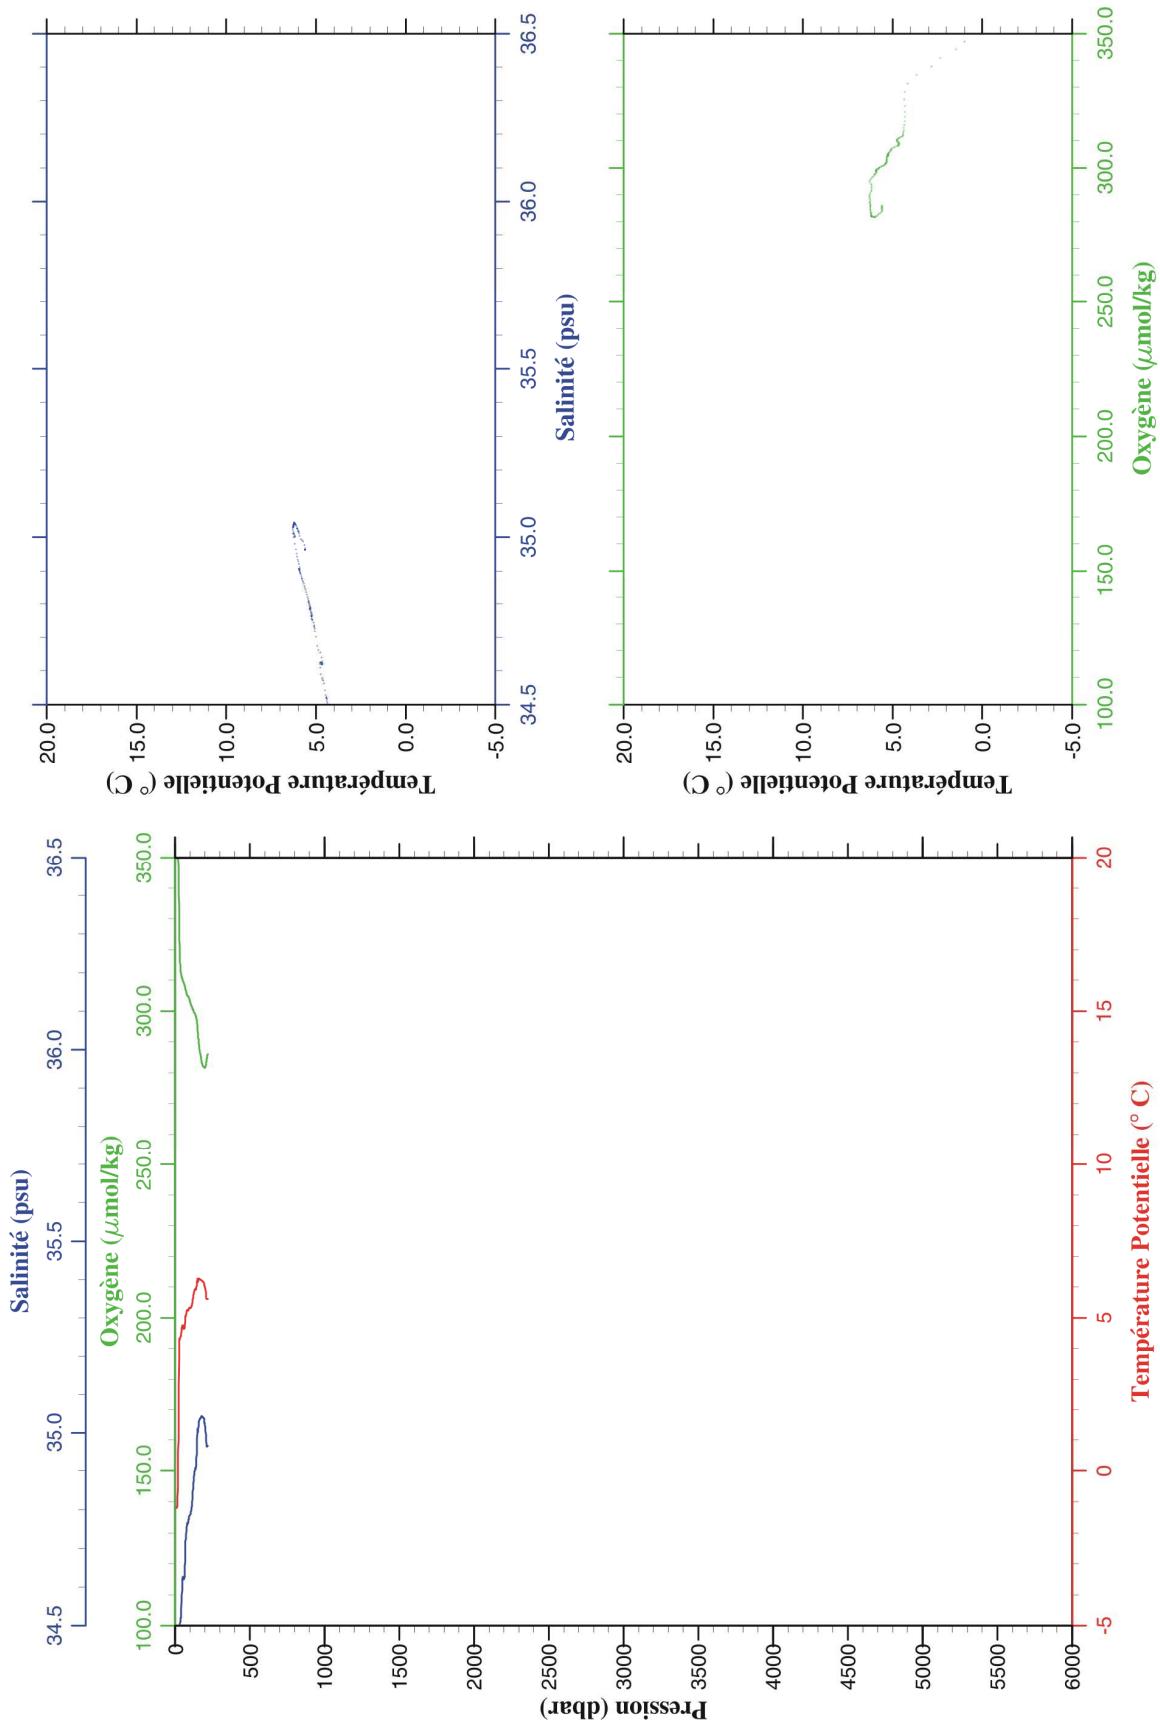 Salinité (psu)
34.5 35.0 35.5 36.0 36.5
Oxygène (μmol/kg)
100.0 150.0 200.0 250.0 300.0 350.0
Pression (dbar)
0
500
1000
1500
2000
2500
3000
3500
4000
4500
5000
5500
6000
-5 0 5 10 15 20
Température Potentielle (° C)
Température Potentielle (° C)
20.0
15.0
10.0
5.0
0.0
-5.0
34.5 35.0 35.5 36.0 36.5
Salinité (psu)
Température Potentielle (° C)
20.0
15.0
10.0
5.0
0.0
-5.0
100.0 150.0 200.0 250.0 300.0 350.0
Oxygène (μmol/kg)